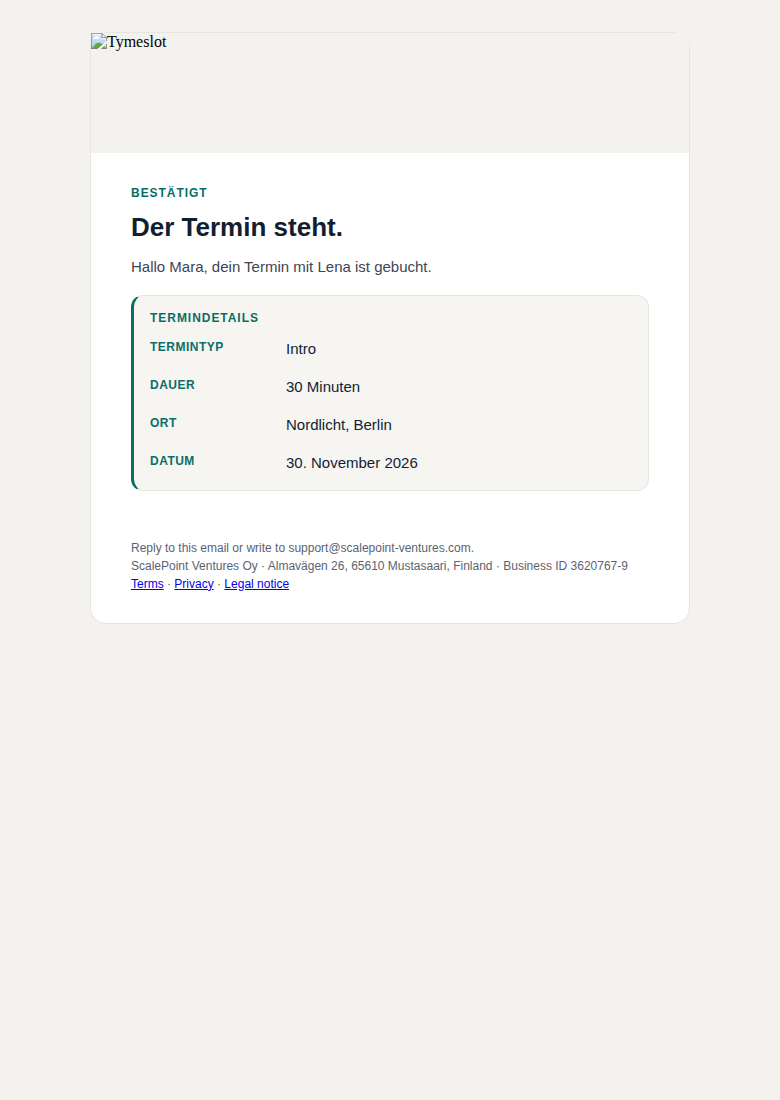 Tymeslot
BESTÄTIGT
Der Termin steht.
Hallo Mara, dein Termin mit Lena ist gebucht.
TERMINDETAILS
TERMINTYP Intro
DAUER 30 Minuten
ORT Nordlicht, Berlin
DATUM 30. November 2026
Reply to this email or write to support@scalepoint-ventures.com.
ScalePoint Ventures Oy · Almavägen 26, 65610 Mustasaari, Finland · Business ID 3620767-9
Terms · Privacy · Legal notice